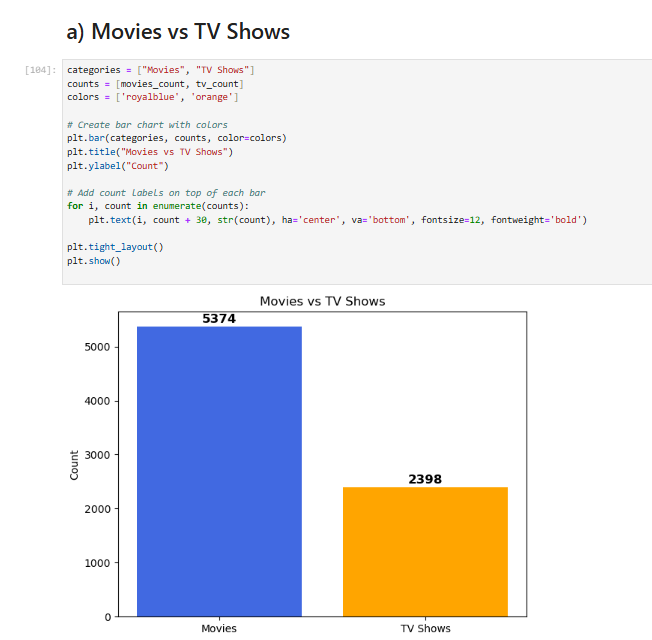 a) Movies vs TV Shows
[104]:
categories = ["Movies", "TV Shows"]
counts = [movies_count, tv_count]
colors = ['royalblue', 'orange']
# Create bar chart with colors
plt.bar(categories, counts, color=colors)
plt.title("Movies vs TV Shows")
plt.ylabel("Count")
# Add count labels on top of each bar
for i, count in enumerate(counts):
    plt.text(i, count + 30, str(count), ha='center', va='bottom', fontsize=12, fontweight='bold')
plt.tight_layout()
plt.show()
Movies vs TV Shows
5374
2398
5000
4000
3000
2000
1000
0
Count
Movies
TV Shows